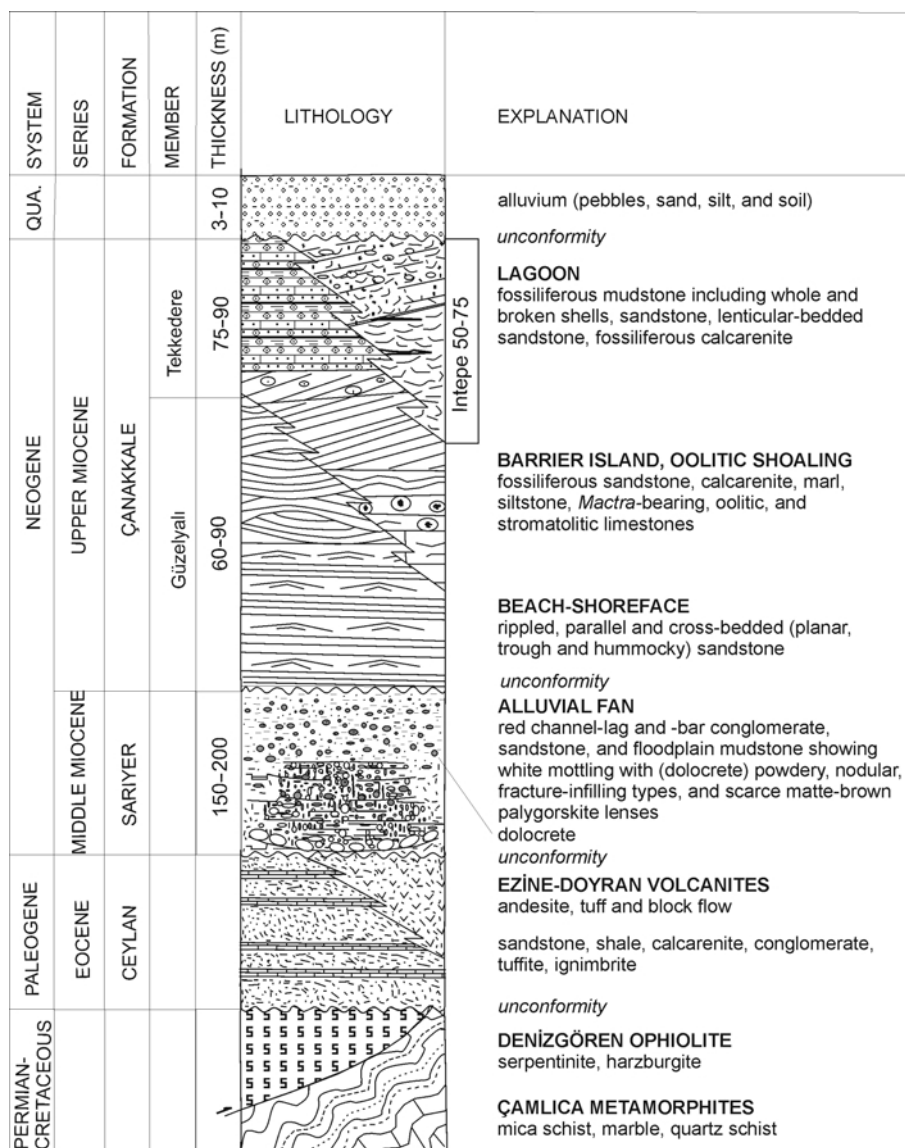 SYSTEM
SERIES
FORMATION
MEMBER
THICKNESS (m)
LITHOLOGY
EXPLANATION
QUA.
3-10
alluvium (pebbles, sand, silt, and soil)
unconformity
NEOGENE
UPPER MIOCENE
ÇANAKKALE
Tekkedere
75-90
Intepe 50-75
LAGOON
fossiliferous mudstone including whole and
broken shells, sandstone, lenticular-bedded
sandstone, fossiliferous calcarenite
Güzelyalı
60-90
BARRIER ISLAND, OOLITIC SHOALING
fossiliferous sandstone, calcarenite, marl,
siltstone, Mactra-bearing, oolitic, and
stromatolitic limestones
BEACH-SHOREFACE
rippled, parallel and cross-bedded (planar,
trough and hummocky) sandstone
unconformity
MIDDLE MIOCENE
SARIYER
150-200
ALLUVIAL FAN
red channel-lag and -bar conglomerate,
sandstone, and floodplain mudstone showing
white mottling with (dolocrete) powdery, nodular,
fracture-infilling types, and scarce matte-brown
palygorskite lenses
dolocrete
unconformity
PALEOGENE
EOCENE
CEYLAN
EZİNE-DOYRAN VOLCANITES
andesite, tuff and block flow
sandstone, shale, calcarenite, conglomerate,
tuffite, ignimbrite
unconformity
PERMIAN-
CRETACEOUS
DENİZGÖREN OPHIOLITE
serpentinite, harzburgite
ÇAMLICA METAMORPHITES
mica schist, marble, quartz schist